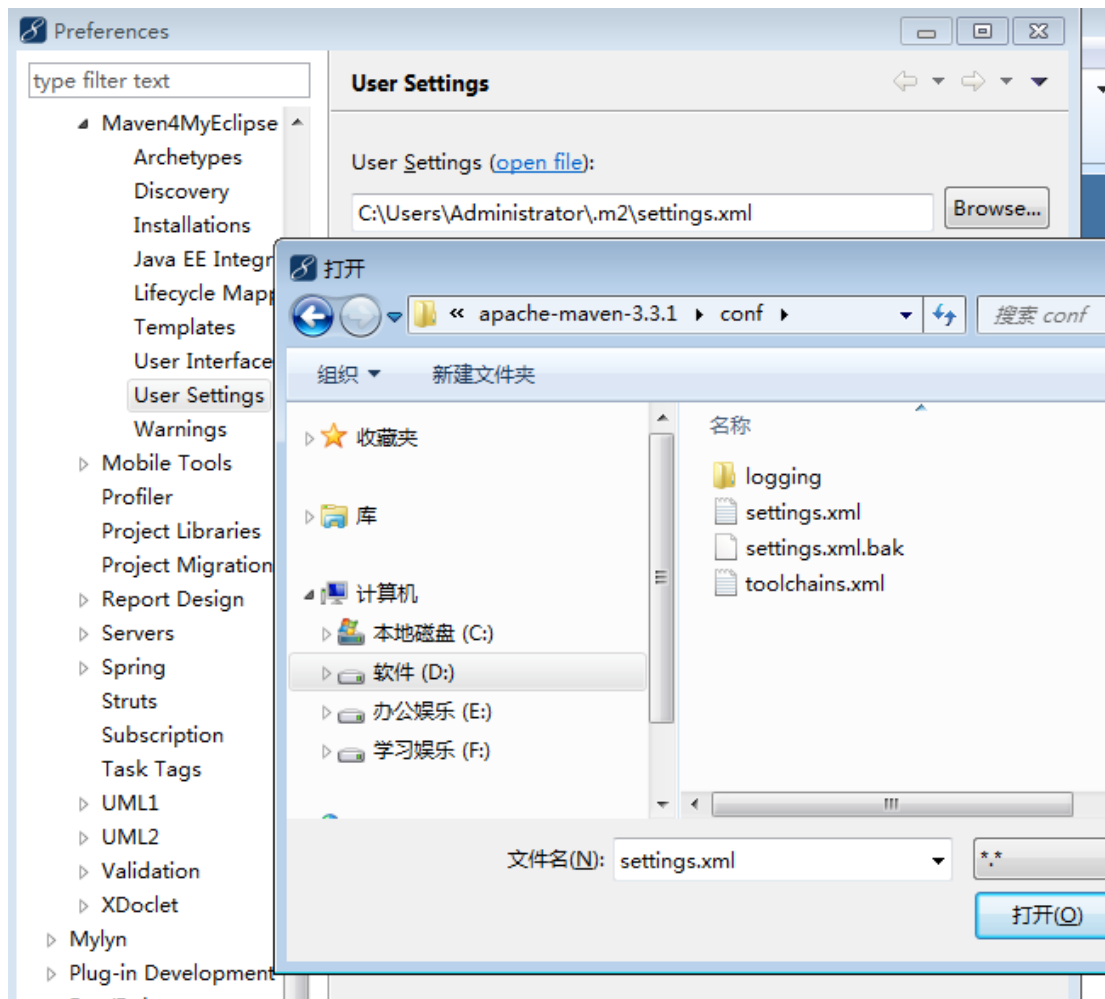 Preferences
type filter text
User Settings
Maven4MyEclipse
Archetypes
Discovery
Installations
Java EE Integr
Lifecycle Mapp
Templates
User Interface
User Settings
Warnings
Mobile Tools
Profiler
Project Libraries
Project Migration
Report Design
Servers
Spring
Struts
Subscription
Task Tags
UML1
UML2
Validation
XDoclet
Mylyn
Plug-in Development
User Settings (open file):
C:\Users\Administrator\.m2\settings.xml
Browse...
打开
« apache-maven-3.3.1 conf
搜索 conf
组织
新建文件夹
收藏夹
库
计算机
本地磁盘 (C:)
软件 (D:)
办公娱乐 (E:)
学习娱乐 (F:)
名称
logging
settings.xml
settings.xml.bak
toolchains.xml
文件名(N):
settings.xml
*.*
打开(O)